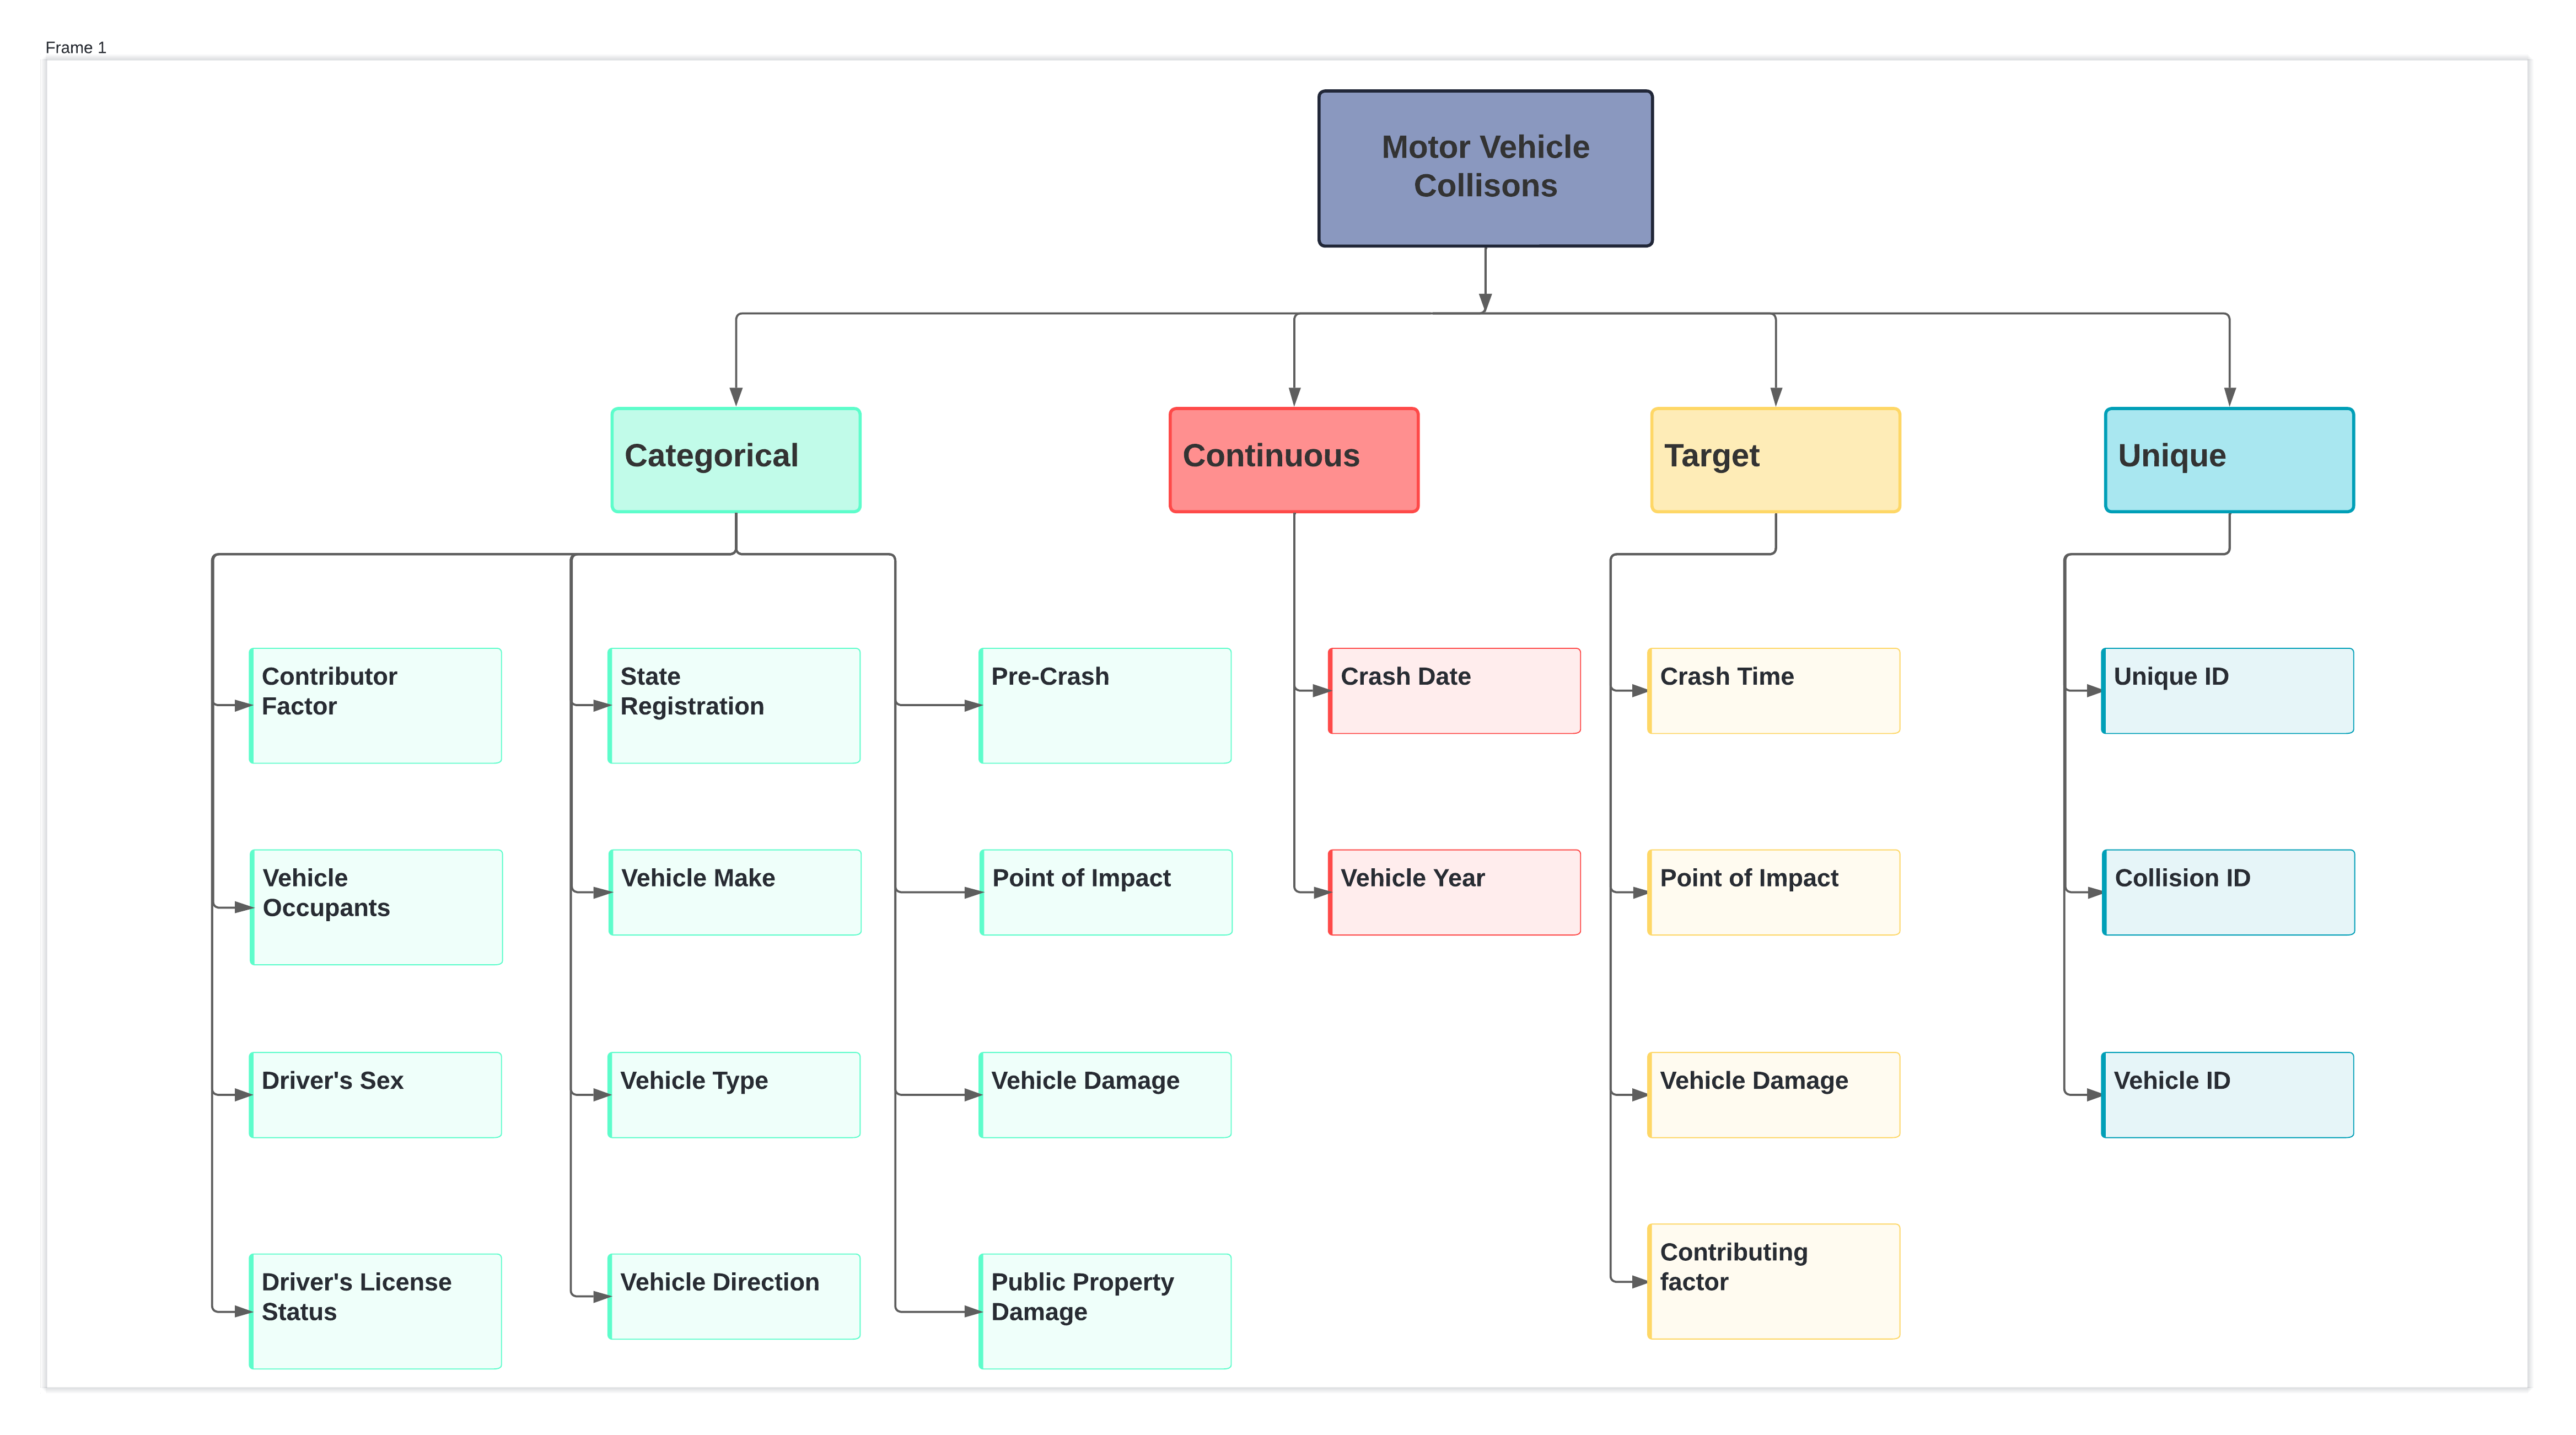 Frame 1
Motor Vehicle
Collisons
Categorical
Continuous
Target
Unique
Contributor
Factor
State
Registration
Pre-Crash
Crash Date
Crash Time
Unique ID
Vehicle
Occupants
Vehicle Make
Point of Impact
Vehicle Year
Point of Impact
Collision ID
Driver's Sex
Vehicle Type
Vehicle Damage
Vehicle Damage
Vehicle ID
Driver's License
Status
Vehicle Direction
Public Property
Damage
Contributing
factor